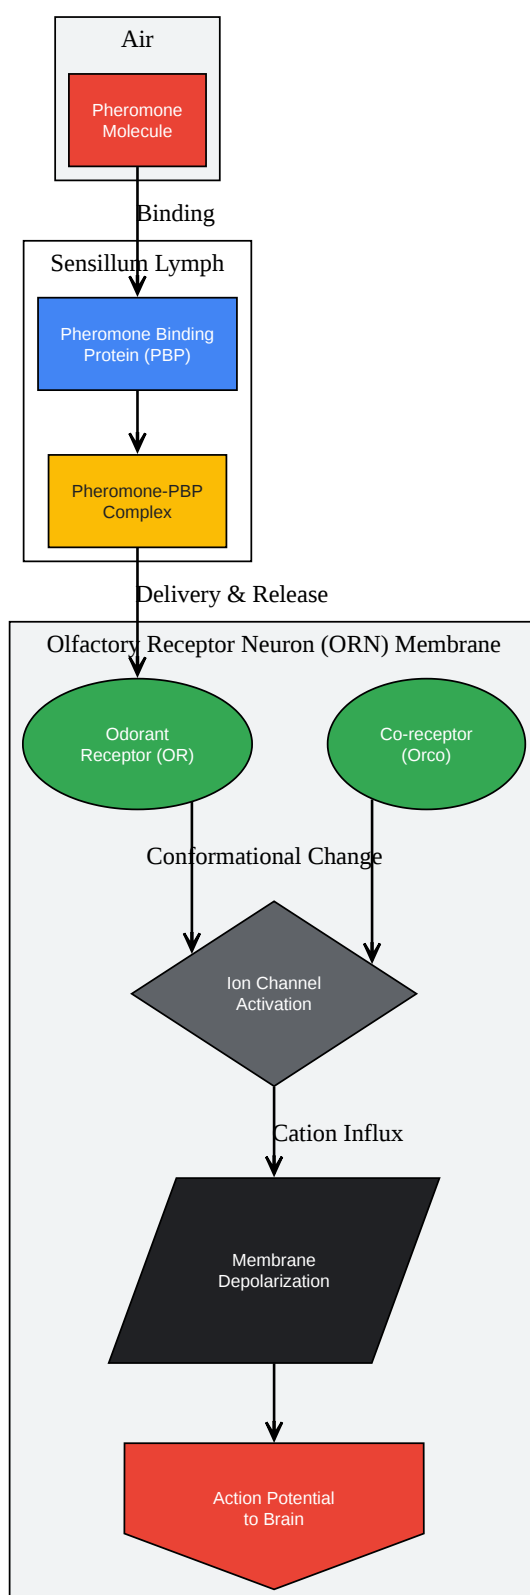 Air
Pheromone
Molecule
Binding
Sensillum Lymph
Pheromone Binding
Protein (PBP)
Pheromone-PBP
Complex
Delivery & Release
Olfactory Receptor Neuron (ORN) Membrane
Odorant
Receptor (OR)
Co-receptor
(Orco)
Conformational Change
Ion Channel
Activation
Cation Influx
Membrane
Depolarization
Action Potential
to Brain